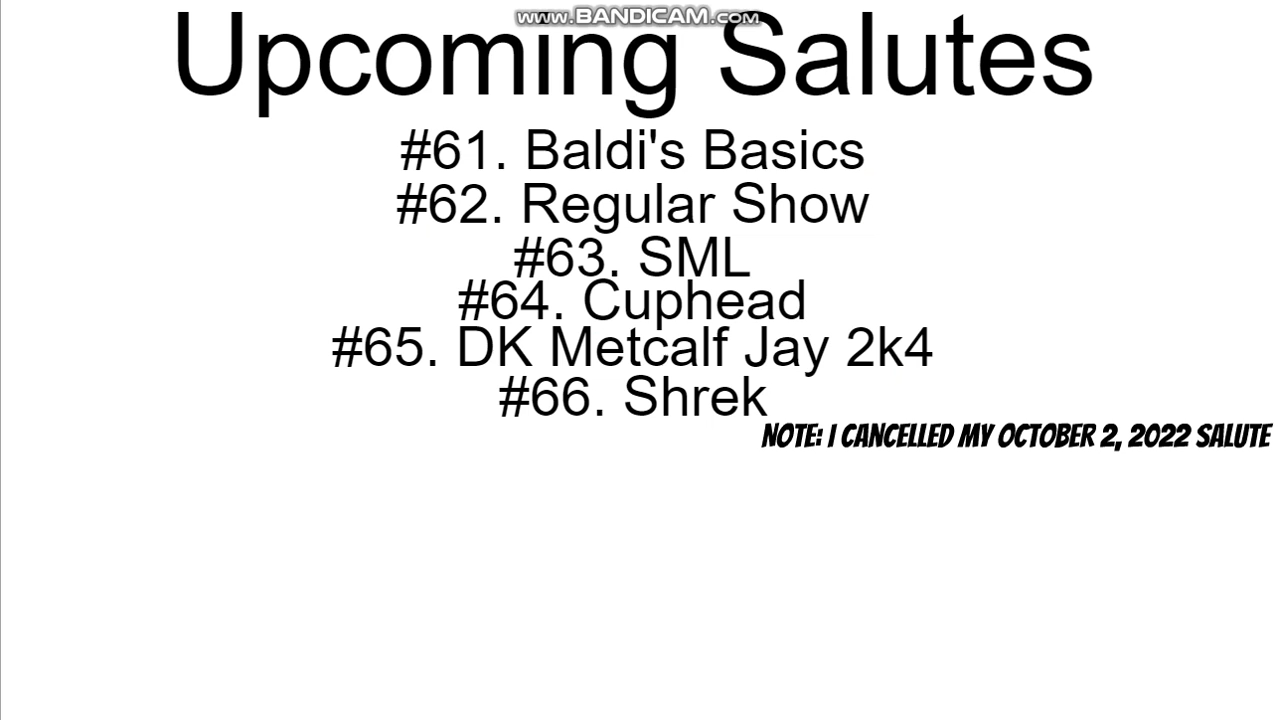 www.BANDICAM.com
Upcoming Salutes
#61. Baldi's Basics
#62. Regular Show
#63. SML
#64. Cuphead
#65. DK Metcalf Jay 2k4
#66. Shrek
NOTE: I CANCELLED MY OCTOBER 2, 2022 SALUTE